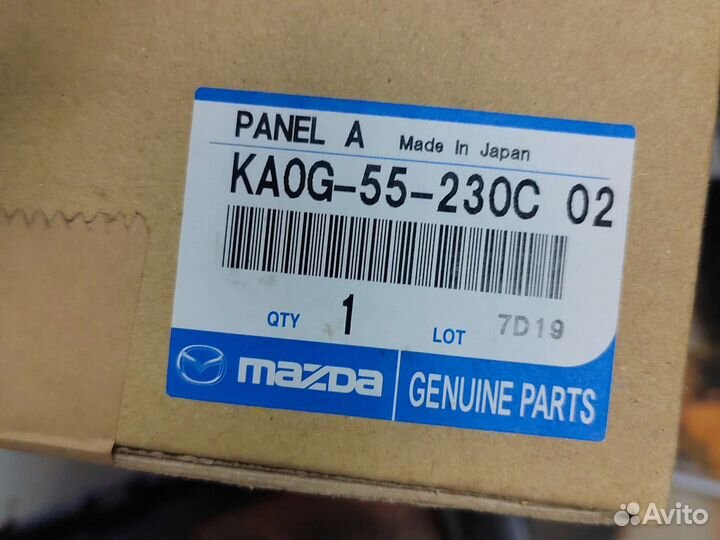 PANEL A Made In Japan
KA0G-55-230C 02
QTY 1 LOT 7D19
mazda GENUINE PARTS
Avito